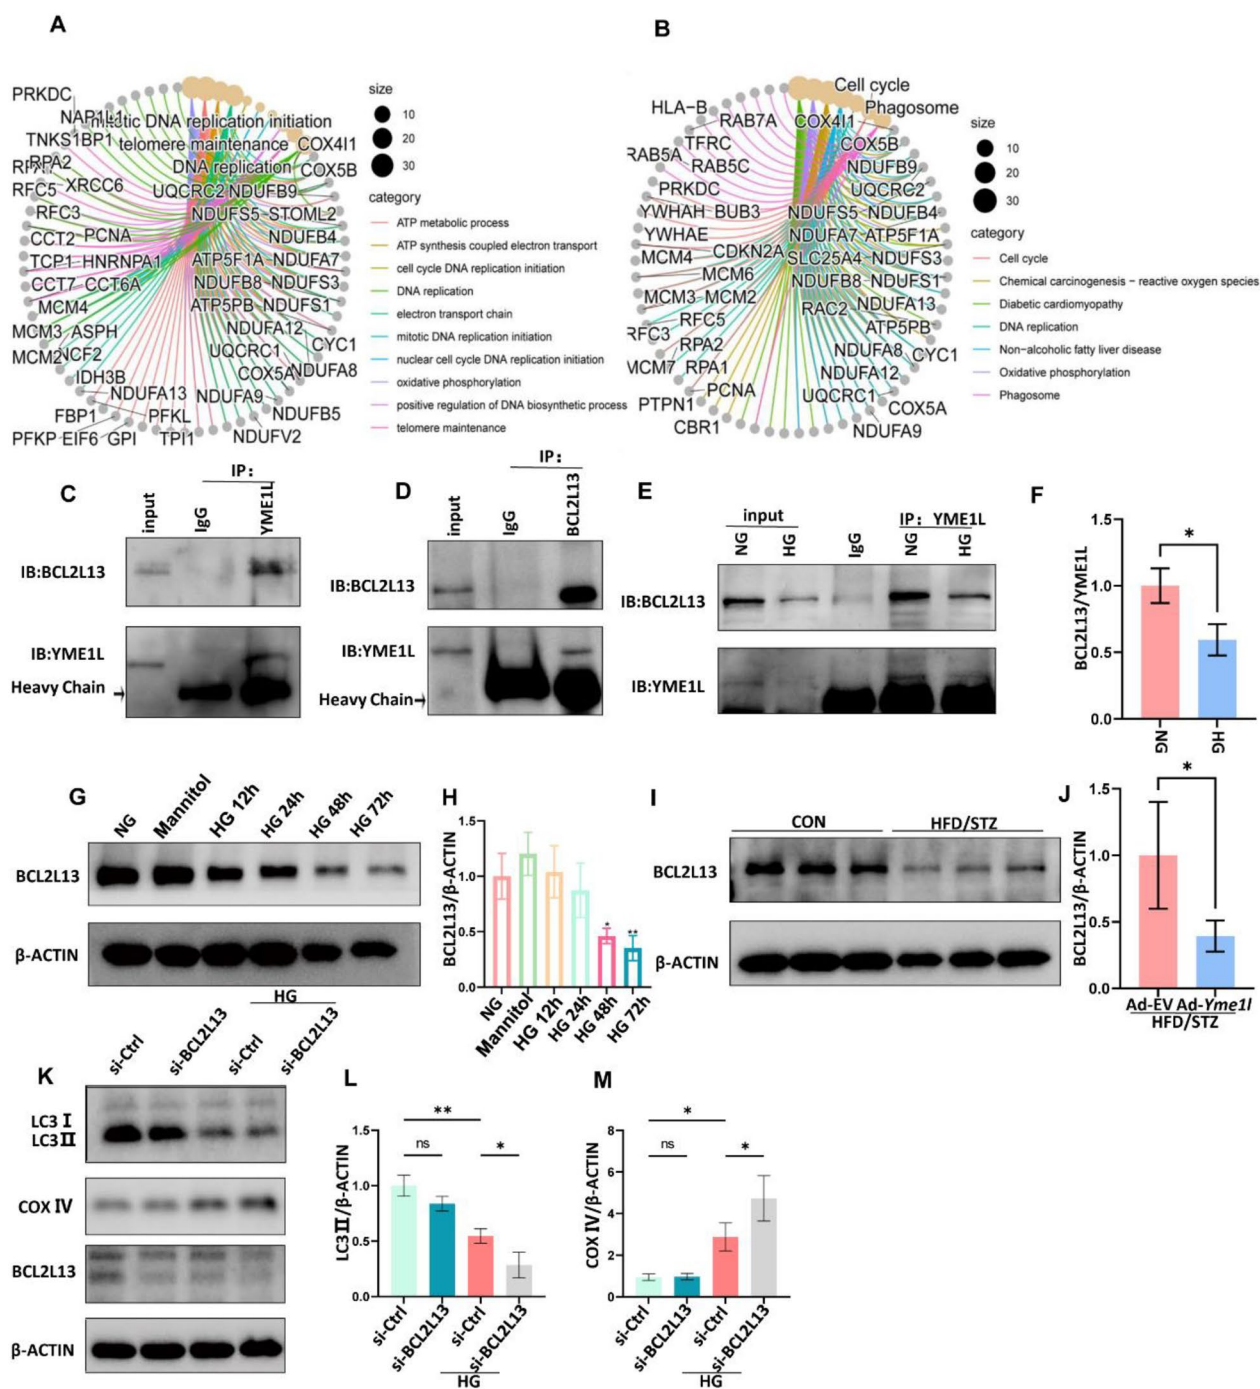 A
PRKDC
NAP1L1
mitotic DNA replication initiation
TNKS1BP1
telomere maintenance
COX4I1
RPA2
DNA replication
COX5B
RFC5
XRCC6
UQCRC2
NDUFB9
RFC3
NDUFS5
STOML2
CCT2
PCNA
NDUFB4
TCP1
HNRNPA1
ATP5F1A
NDUFA7
CCT7
CCT6A
NDUFB8
NDUFS3
MCM4
ATP5PB
NDUFS1
MCM3
ASPH
NDUFA12
CYC1
MCM2
NCF2
UQCRC1
IDH3B
COX5A
NDUFA8
NDUFA13
NDUFA9
FBP1
PFKL
NDUFB5
PFKP
EIF6
GPI
TPI1
NDUFV2
size
10
20
30
category
ATP metabolic process
ATP synthesis coupled electron transport
cell cycle DNA replication initiation
DNA replication
electron transport chain
mitotic DNA replication initiation
nuclear cell cycle DNA replication initiation
oxidative phosphorylation
positive regulation of DNA biosynthetic process
telomere maintenance
B
Cell cycle
HLA-B
Phagosome
RAB7A
COX4I1
TFRC
COX5B
RAB5A
RAB5C
NDUFB9
PRKDC
UQCRC2
YWHAH
BUB3
NDUFS5
NDUFB4
YWHAE
NDUFA7
ATP5F1A
MCM4
CDKN2A
SLC25A4
NDUFS3
MCM6
NDUFB8
NDUFS1
MCM3
MCM2
RAC2
NDUFA13
RFC3
RFC5
ATP5PB
RPA2
NDUFA8
CYC1
MCM7
RPA1
NDUFA12
PCNA
UQCRC1
PTPN1
COX5A
CBR1
NDUFA9
size
10
20
30
category
Cell cycle
Chemical carcinogenesis − reactive oxygen species
Diabetic cardiomyopathy
DNA replication
Non−alcoholic fatty liver disease
Oxidative phosphorylation
Phagosome
C
IP:
input
IgG
YME1L
IB:BCL2L13
IB:YME1L
Heavy Chain
D
IP:
input
IgG
BCL2L13
IB:BCL2L13
IB:YME1L
Heavy Chain
E
input
IP: YME1L
NG
HG
IgG
NG
HG
IB:BCL2L13
IB:YME1L
F
BCL2L13/YME1L
1.5
1.0
0.5
0.0
*
NG
HG
G
NG
Mannitol
HG 12h
HG 24h
HG 48h
HG 72h
BCL2L13
β-ACTIN
H
BCL2L13/β-ACTIN
1.5
1.0
0.5
0.0
*
**
NG
Mannitol
HG 12h
HG 24h
HG 48h
HG 72h
I
CON
HFD/STZ
BCL2L13
β-ACTIN
J
BCL2L13/β-ACTIN
1.5
1.0
0.5
0.0
*
Ad-EV Ad-Yme1l
HFD/STZ
K
HG
si-Ctrl
si-BCL2L13
si-Ctrl
si-BCL2L13
LC3 Ⅰ
LC3 Ⅱ
COX Ⅳ
BCL2L13
β-ACTIN
L
LC3Ⅱ/β-ACTIN
1.5
1.0
0.5
0.0
**
ns
*
si-Ctrl
si-BCL2L13
si-Ctrl
si-BCL2L13
HG
M
COX Ⅳ/β-ACTIN
8
6
4
2
0
*
ns
*
si-Ctrl
si-BCL2L13
si-Ctrl
si-BCL2L13
HG